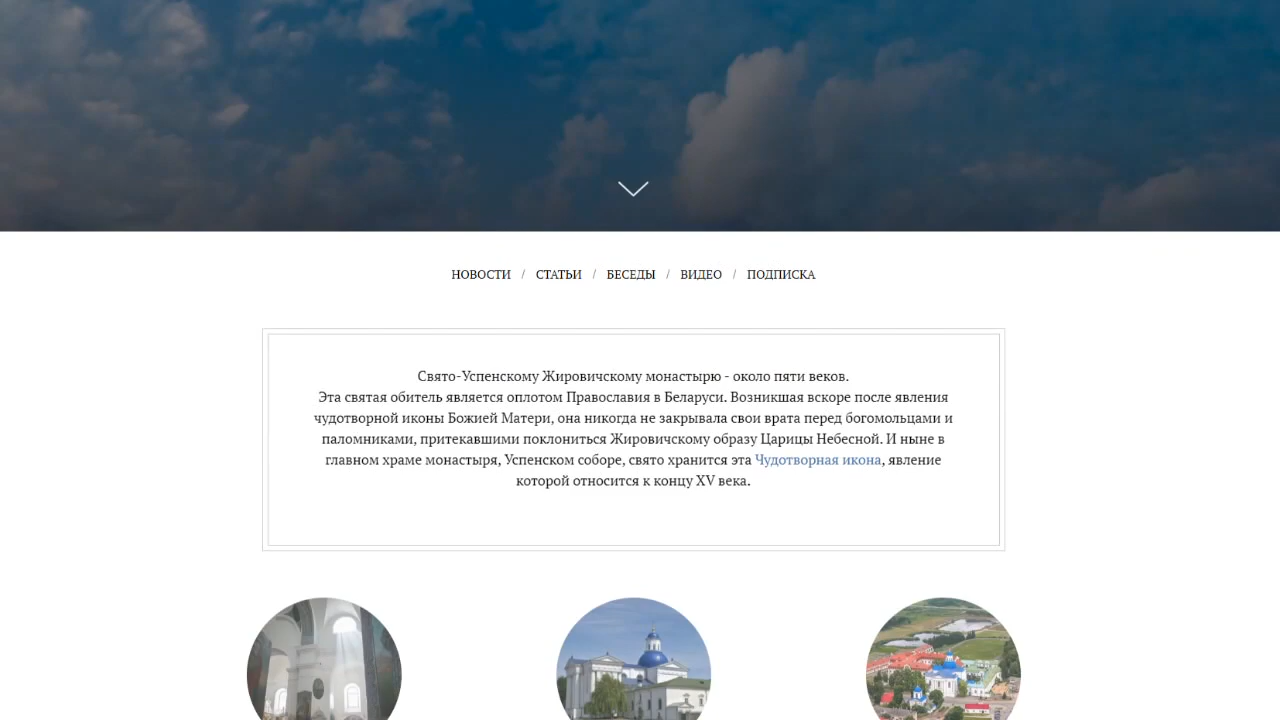 НОВОСТИ / СТАТЬИ / БЕСЕДЫ / ВИДЕО / ПОДПИСКА
Свято-Успенскому Жировичскому монастырю - около пяти веков.
Эта святая обитель является оплотом Православия в Беларуси. Возникшая вскоре после явления
чудотворной иконы Божией Матери, она никогда не закрывала свои врата перед богомольцами и
паломниками, притекавшими поклониться Жировичскому образу Царицы Небесной. И ныне в
главном храме монастыря, Успенском соборе, свято хранится эта Чудотворная икона, явление
которой относится к концу XV века.